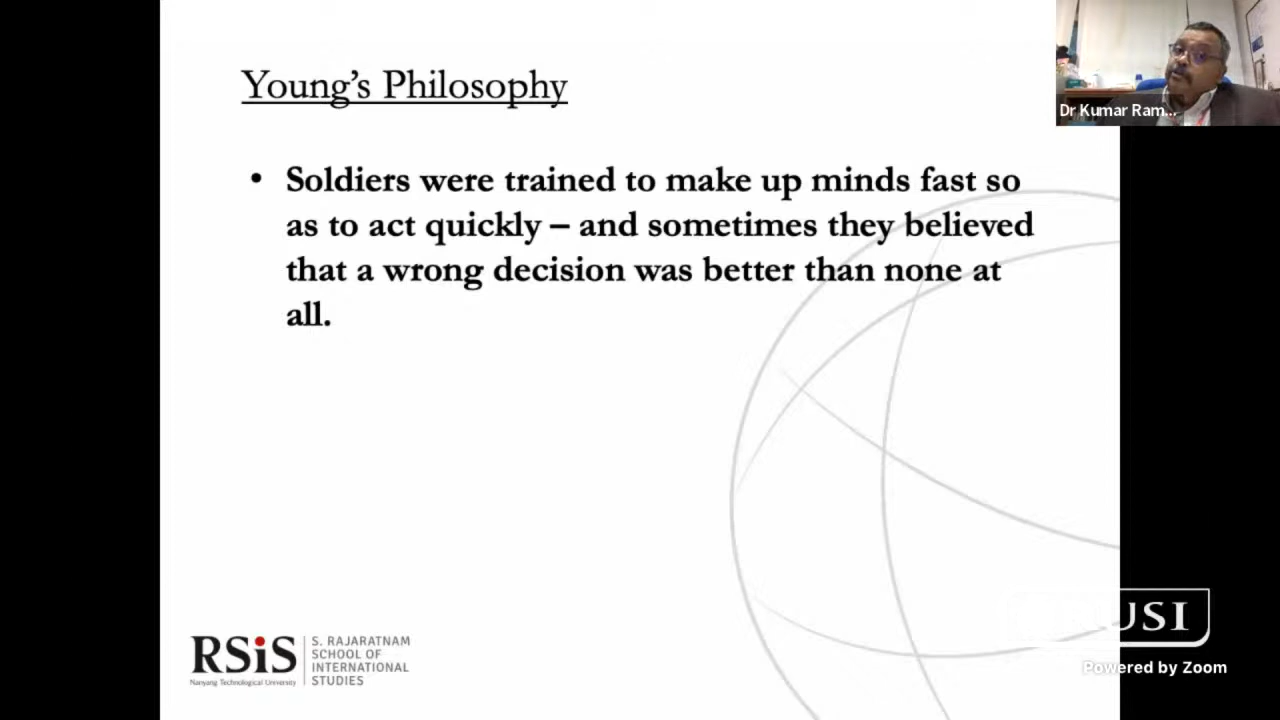 Young's Philosophy
Dr Kumar Ram...
• Soldiers were trained to make up minds fast so
as to act quickly – and sometimes they believed
that a wrong decision was better than none at
all.
RSiS
Nanyang Technological University
S. RAJARATNAM
SCHOOL OF
INTERNATIONAL
STUDIES
USI
Powered by Zoom